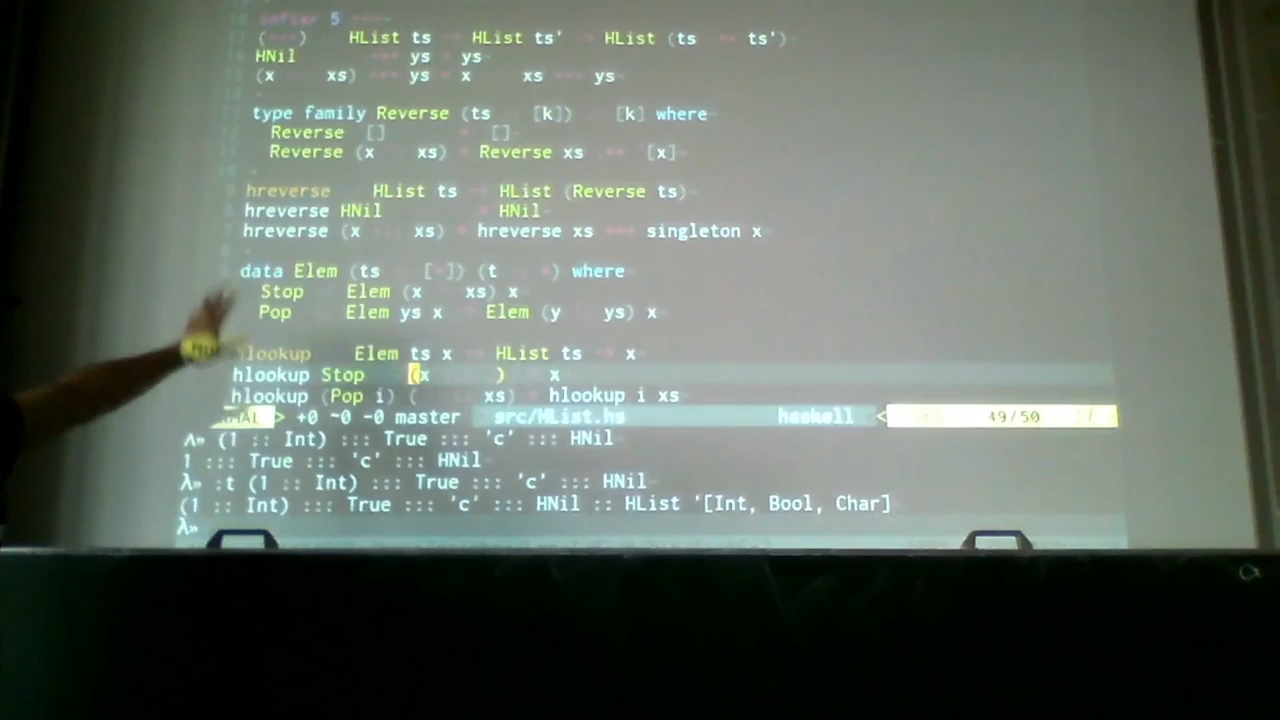 infixr 5
(    )    HList ts    HList ts'    HList (ts    ts')
HNil    ys    ys
(x    xs)    ys    x    xs    ys
type family Reverse (ts    [k])    [k] where
Reverse    []    []
Reverse (x    xs)    Reverse xs    [x]
hreverse    HList ts    HList (Reverse ts)
hreverse HNil    HNil
hreverse (x    xs)    hreverse xs    singleton x
data Elem (ts    [*]) (t    *) where
Stop    Elem (x    xs) x
Pop    Elem ys x    Elem (y    ys) x
hlookup    Elem ts x    HList ts    x
hlookup Stop    (x    )    x
hlookup (Pop i) (    xs)    hlookup i xs
> +0 ~0 -0 master    src/HList.hs    haskell <    49/50
λ» (1 :: Int) ::: True ::: 'c' ::: HNil
1 ::: True ::: 'c' ::: HNil
λ» :t (1 :: Int) ::: True ::: 'c' ::: HNil
(1 :: Int) ::: True ::: 'c' ::: HNil :: HList '[Int, Bool, Char]
λ»